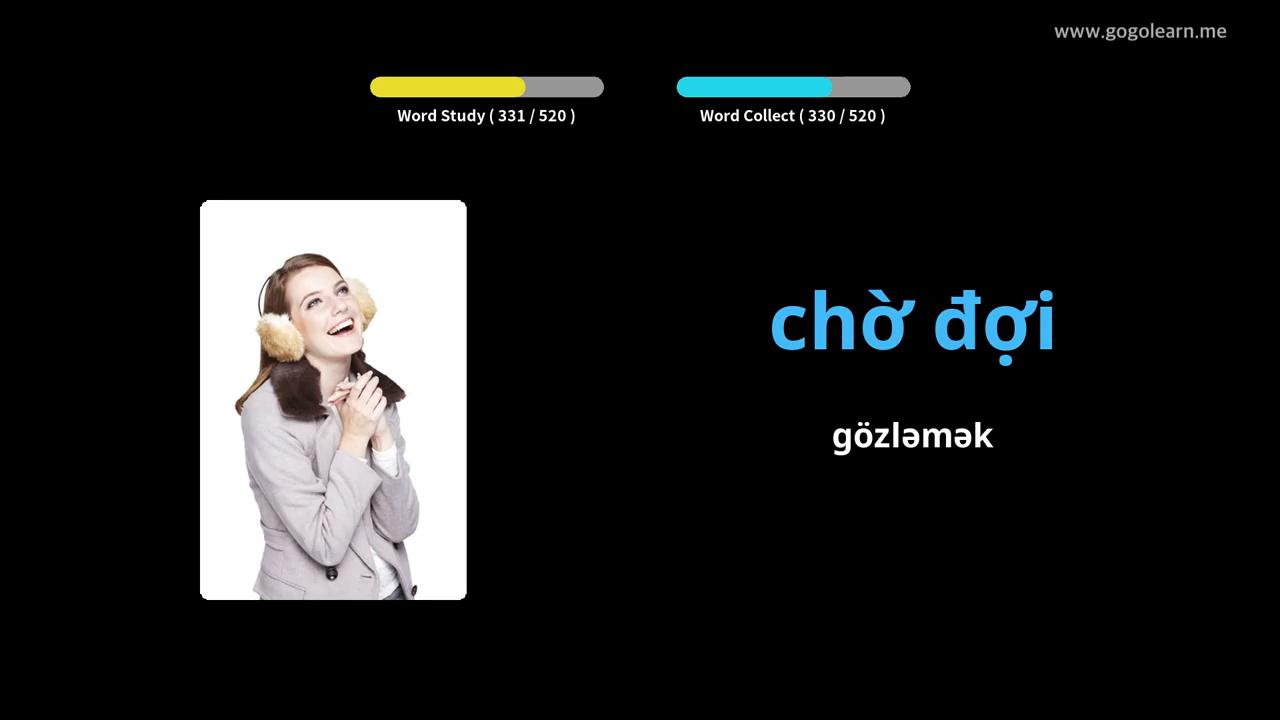 www.gogolearn.me
Word Study ( 331 / 520 )
Word Collect ( 330 / 520 )
chờ đợi
gözləmək